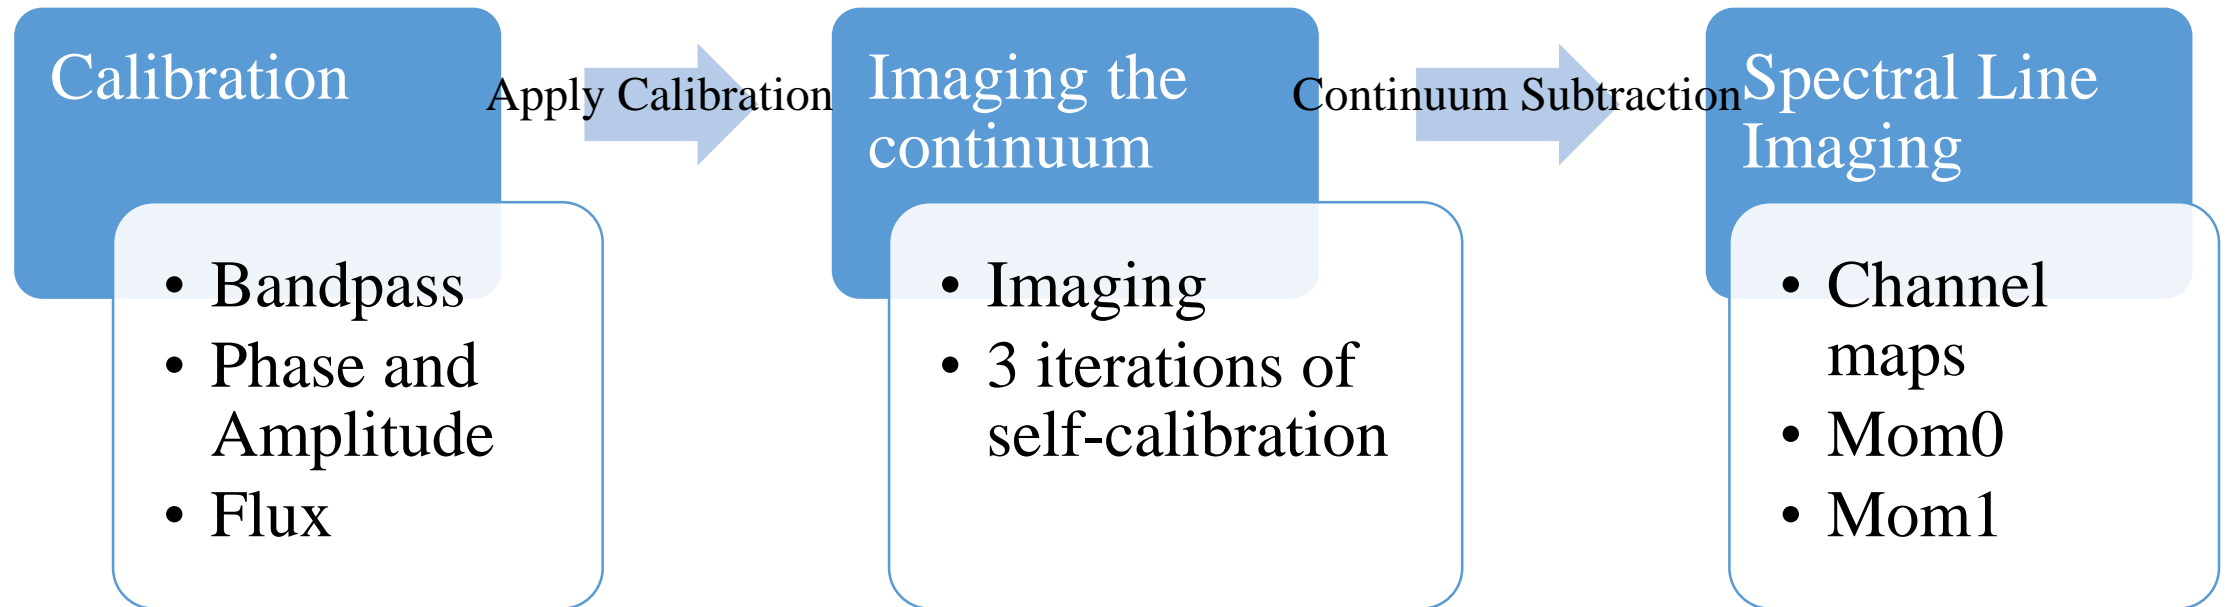 Calibration
• Bandpass
• Phase and
Amplitude
• Flux
Apply Calibration
Imaging the
continuum
• Imaging
• 3 iterations of
self-calibration
Continuum Subtraction
Spectral Line
Imaging
• Channel
maps
• Mom0
• Mom1